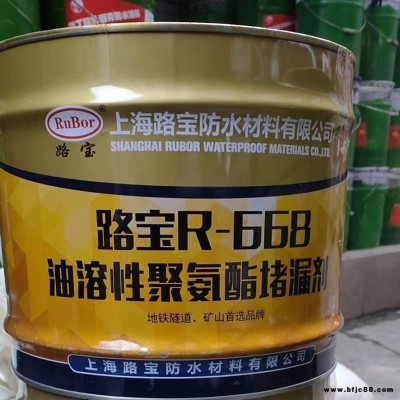 RuBor
路宝
上海路宝防水材料有限公司
SHANGHAI RUBOR WATERPROOF MATERIALS CO.,LTD.
路宝R-668
油溶性聚氨酯堵漏剂
地铁隧道、矿山首选品牌
上海路宝防水材料有限公司
www.bfjc88.com